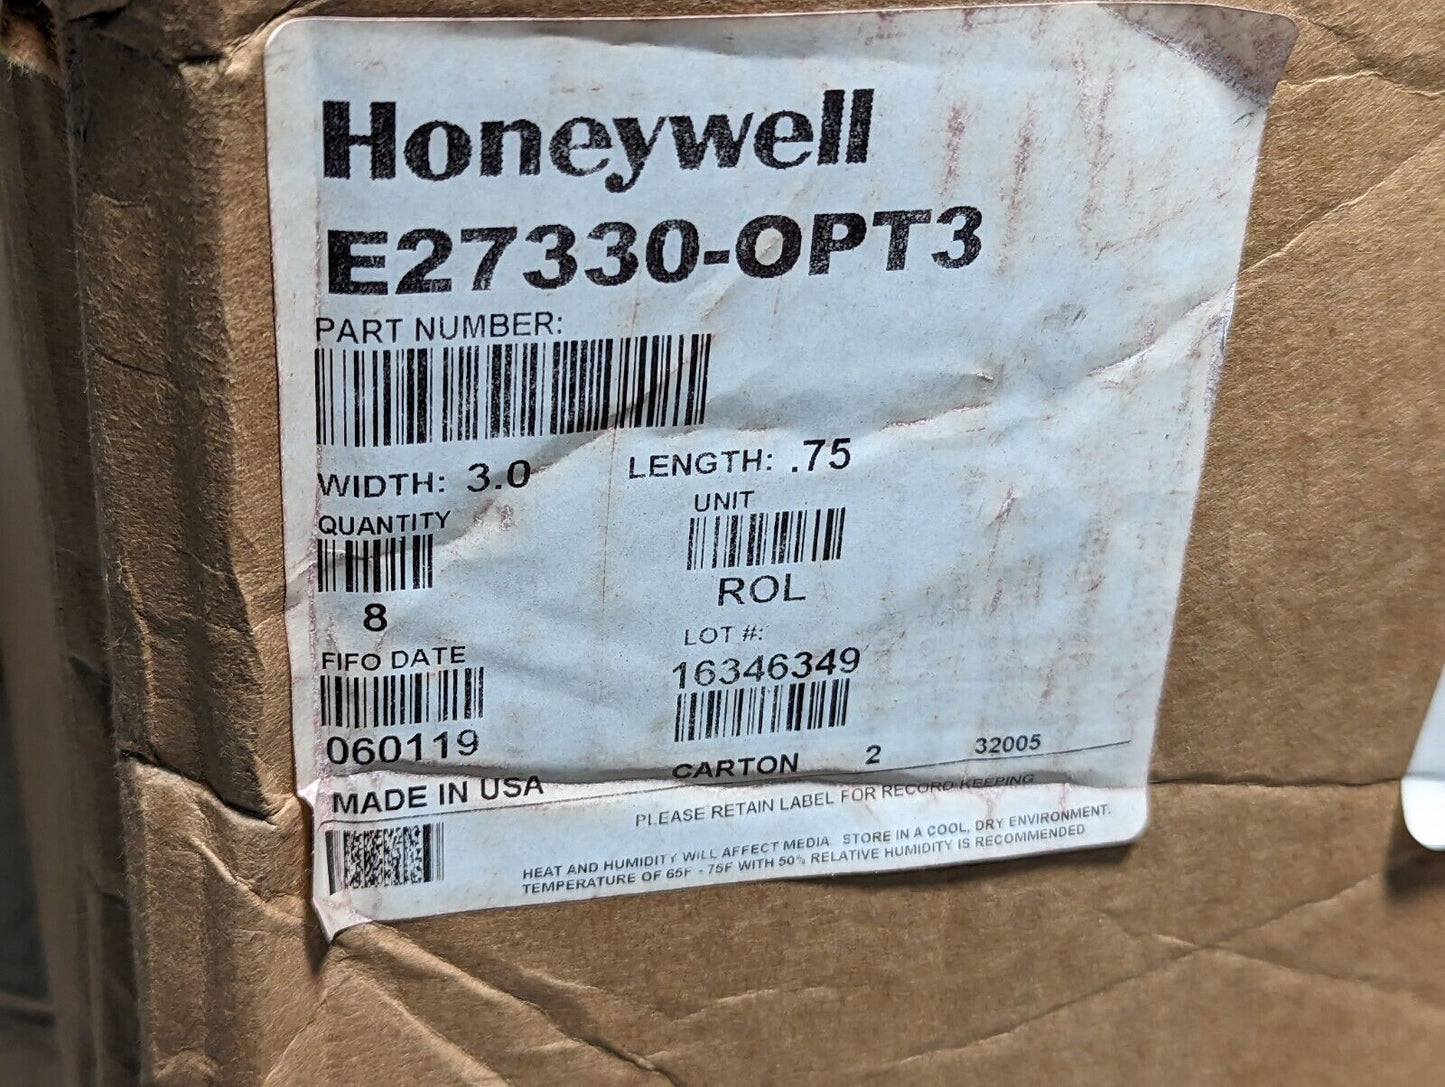 Honeywell
E27330-OPT3
PART NUMBER:
WIDTH: 3.0 LENGTH: .75
QUANTITY UNIT
8 ROL
FIFO DATE LOT #:
060119 16346349
MADE IN USA CARTON 2 32005
PLEASE RETAIN LABEL FOR RECORD KEEPING
HEAT AND HUMIDITY WILL AFFECT MEDIA. STORE IN A COOL, DRY ENVIRONMENT.
TEMPERATURE OF 65F - 75F WITH 50% RELATIVE HUMIDITY IS RECOMMENDED